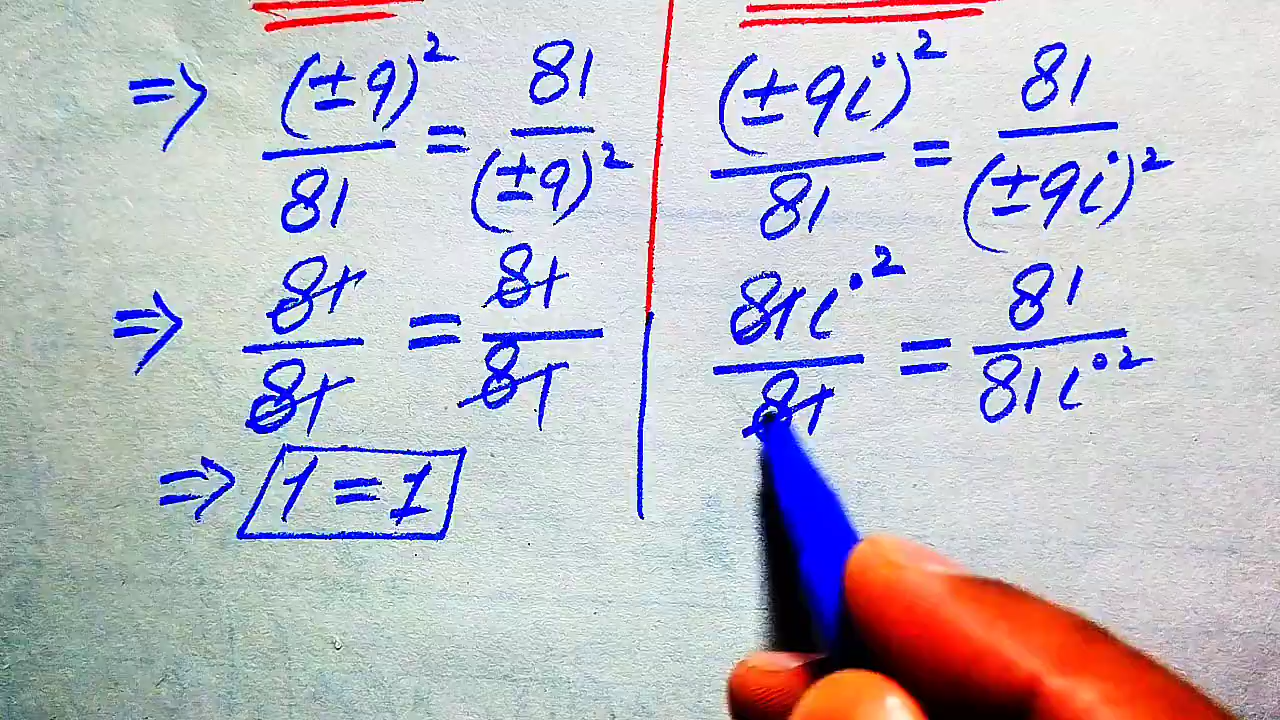 ⇒ (±9)²/81 = 81/(±9)²
⇒ 81/81 = 81/81
⇒ 1 = 1
(±9i)²/81 = 81/(±9i)²
81i²/81 = 81/81i²